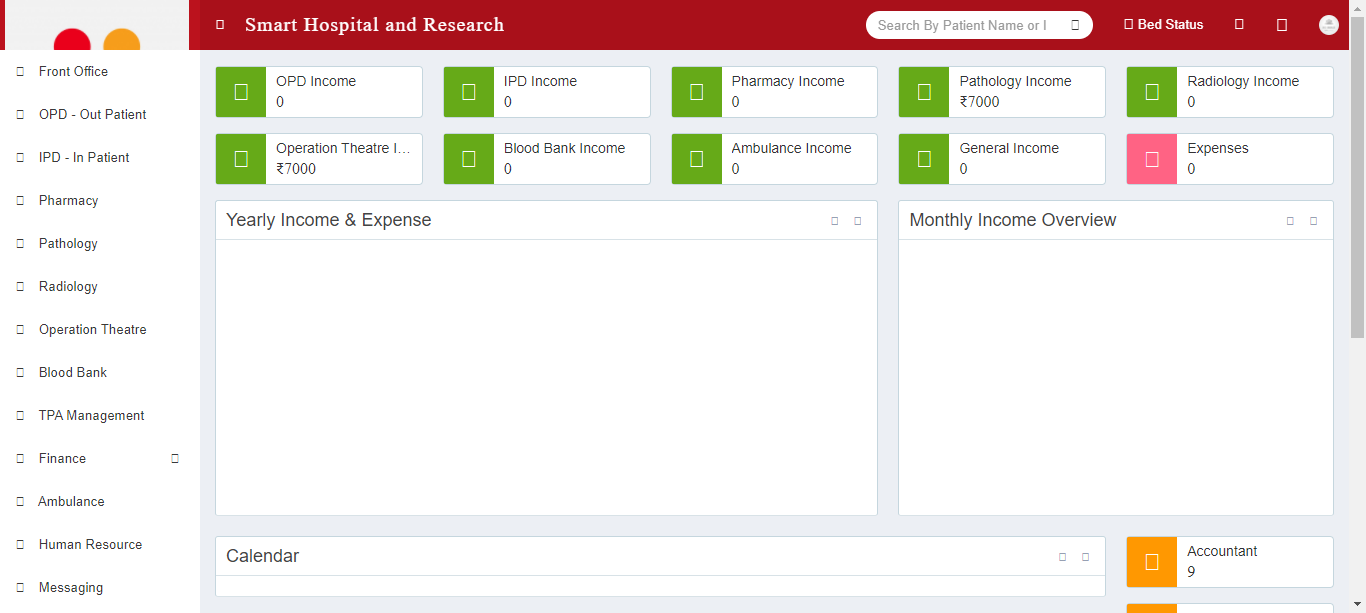 Smart Hospital and Research
Search By Patient Name or I
Bed Status
Front Office
OPD - Out Patient
IPD - In Patient
Pharmacy
Pathology
Radiology
Operation Theatre
Blood Bank
TPA Management
Finance
Ambulance
Human Resource
Messaging
OPD Income
0
IPD Income
0
Pharmacy Income
0
Pathology Income
₹7000
Radiology Income
0
Operation Theatre I...
₹7000
Blood Bank Income
0
Ambulance Income
0
General Income
0
Expenses
0
Yearly Income & Expense
Monthly Income Overview
Calendar
Accountant
9